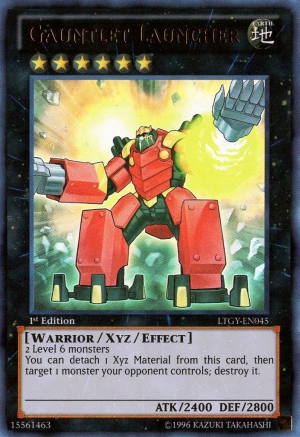 GAUNTLET LAUNCHER
EARTH
地
1st Edition
LTGY-EN045
[WARRIOR / XYZ / EFFECT]
2 Level 6 monsters
You can detach 1 Xyz Material from this card, then
target 1 monster your opponent controls; destroy it.
ATK/2400 DEF/2800
15561463
©1996 KAZUKI TAKAHASHI